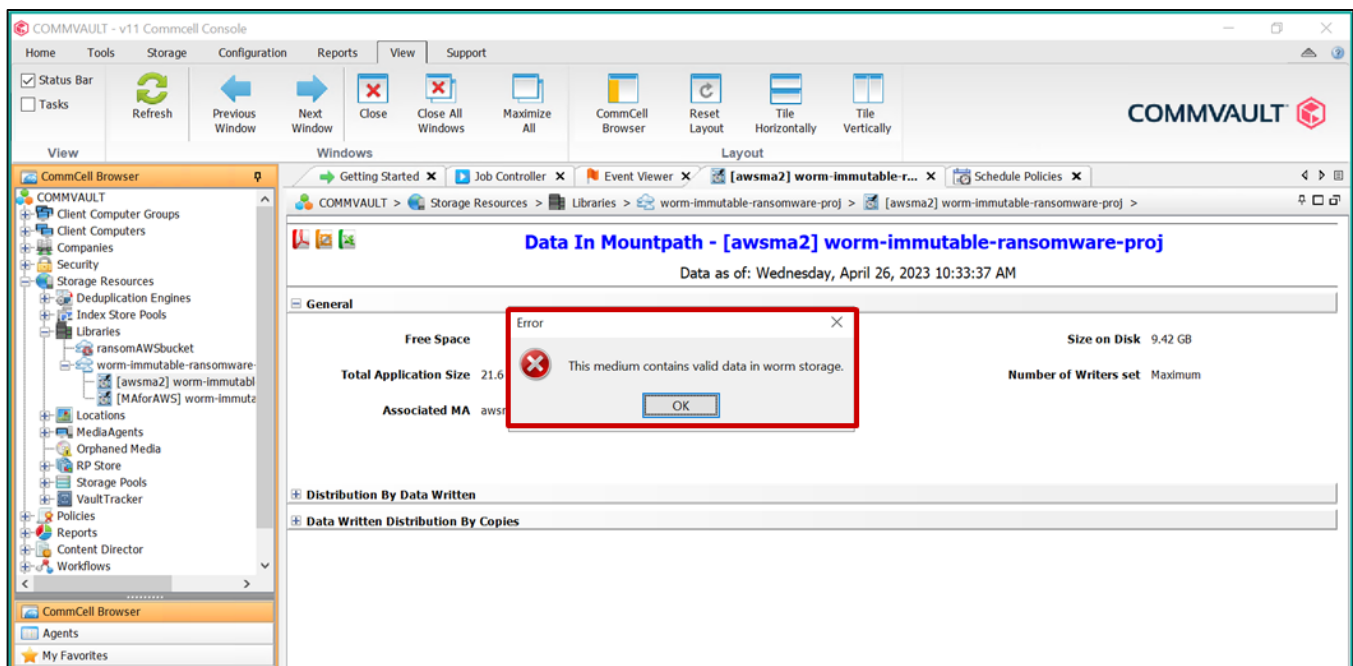 COMMVAULT - v11 Commcell Console
Home Tools Storage Configuration Reports View Support
Status Bar
Tasks
Refresh
Previous Window
Next Window
Close
Close All Windows
Maximize All
CommCell Browser
Reset Layout
Tile Horizontally
Tile Vertically
COMMVAULT
View Windows Layout
CommCell Browser
Getting Started Job Controller Event Viewer [awsma2] worm-immutable-r... Schedule Policies
COMMVAULT > Storage Resources > Libraries > worm-immutable-ransomware-proj > [awsma2] worm-immutable-ransomware-proj >
COMMVAULT
Client Computer Groups
Client Computers
Companies
Security
Storage Resources
Deduplication Engines
Index Store Pools
Libraries
ransomAWSbucket
worm-immutable-ransomware-
[awsma2] worm-immutabl
[MAforAWS] worm-immuta
Locations
MediaAgents
Orphaned Media
RP Store
Storage Pools
VaultTracker
Policies
Reports
Content Director
Workflows
CommCell Browser
Agents
My Favorites
Data In Mountpath - [awsma2] worm-immutable-ransomware-proj
Data as of: Wednesday, April 26, 2023 10:33:37 AM
General
Free Space
Size on Disk 9.42 GB
Total Application Size 21.6
Number of Writers set Maximum
Associated MA
Error
This medium contains valid data in worm storage.
OK
Distribution By Data Written
Data Written Distribution By Copies